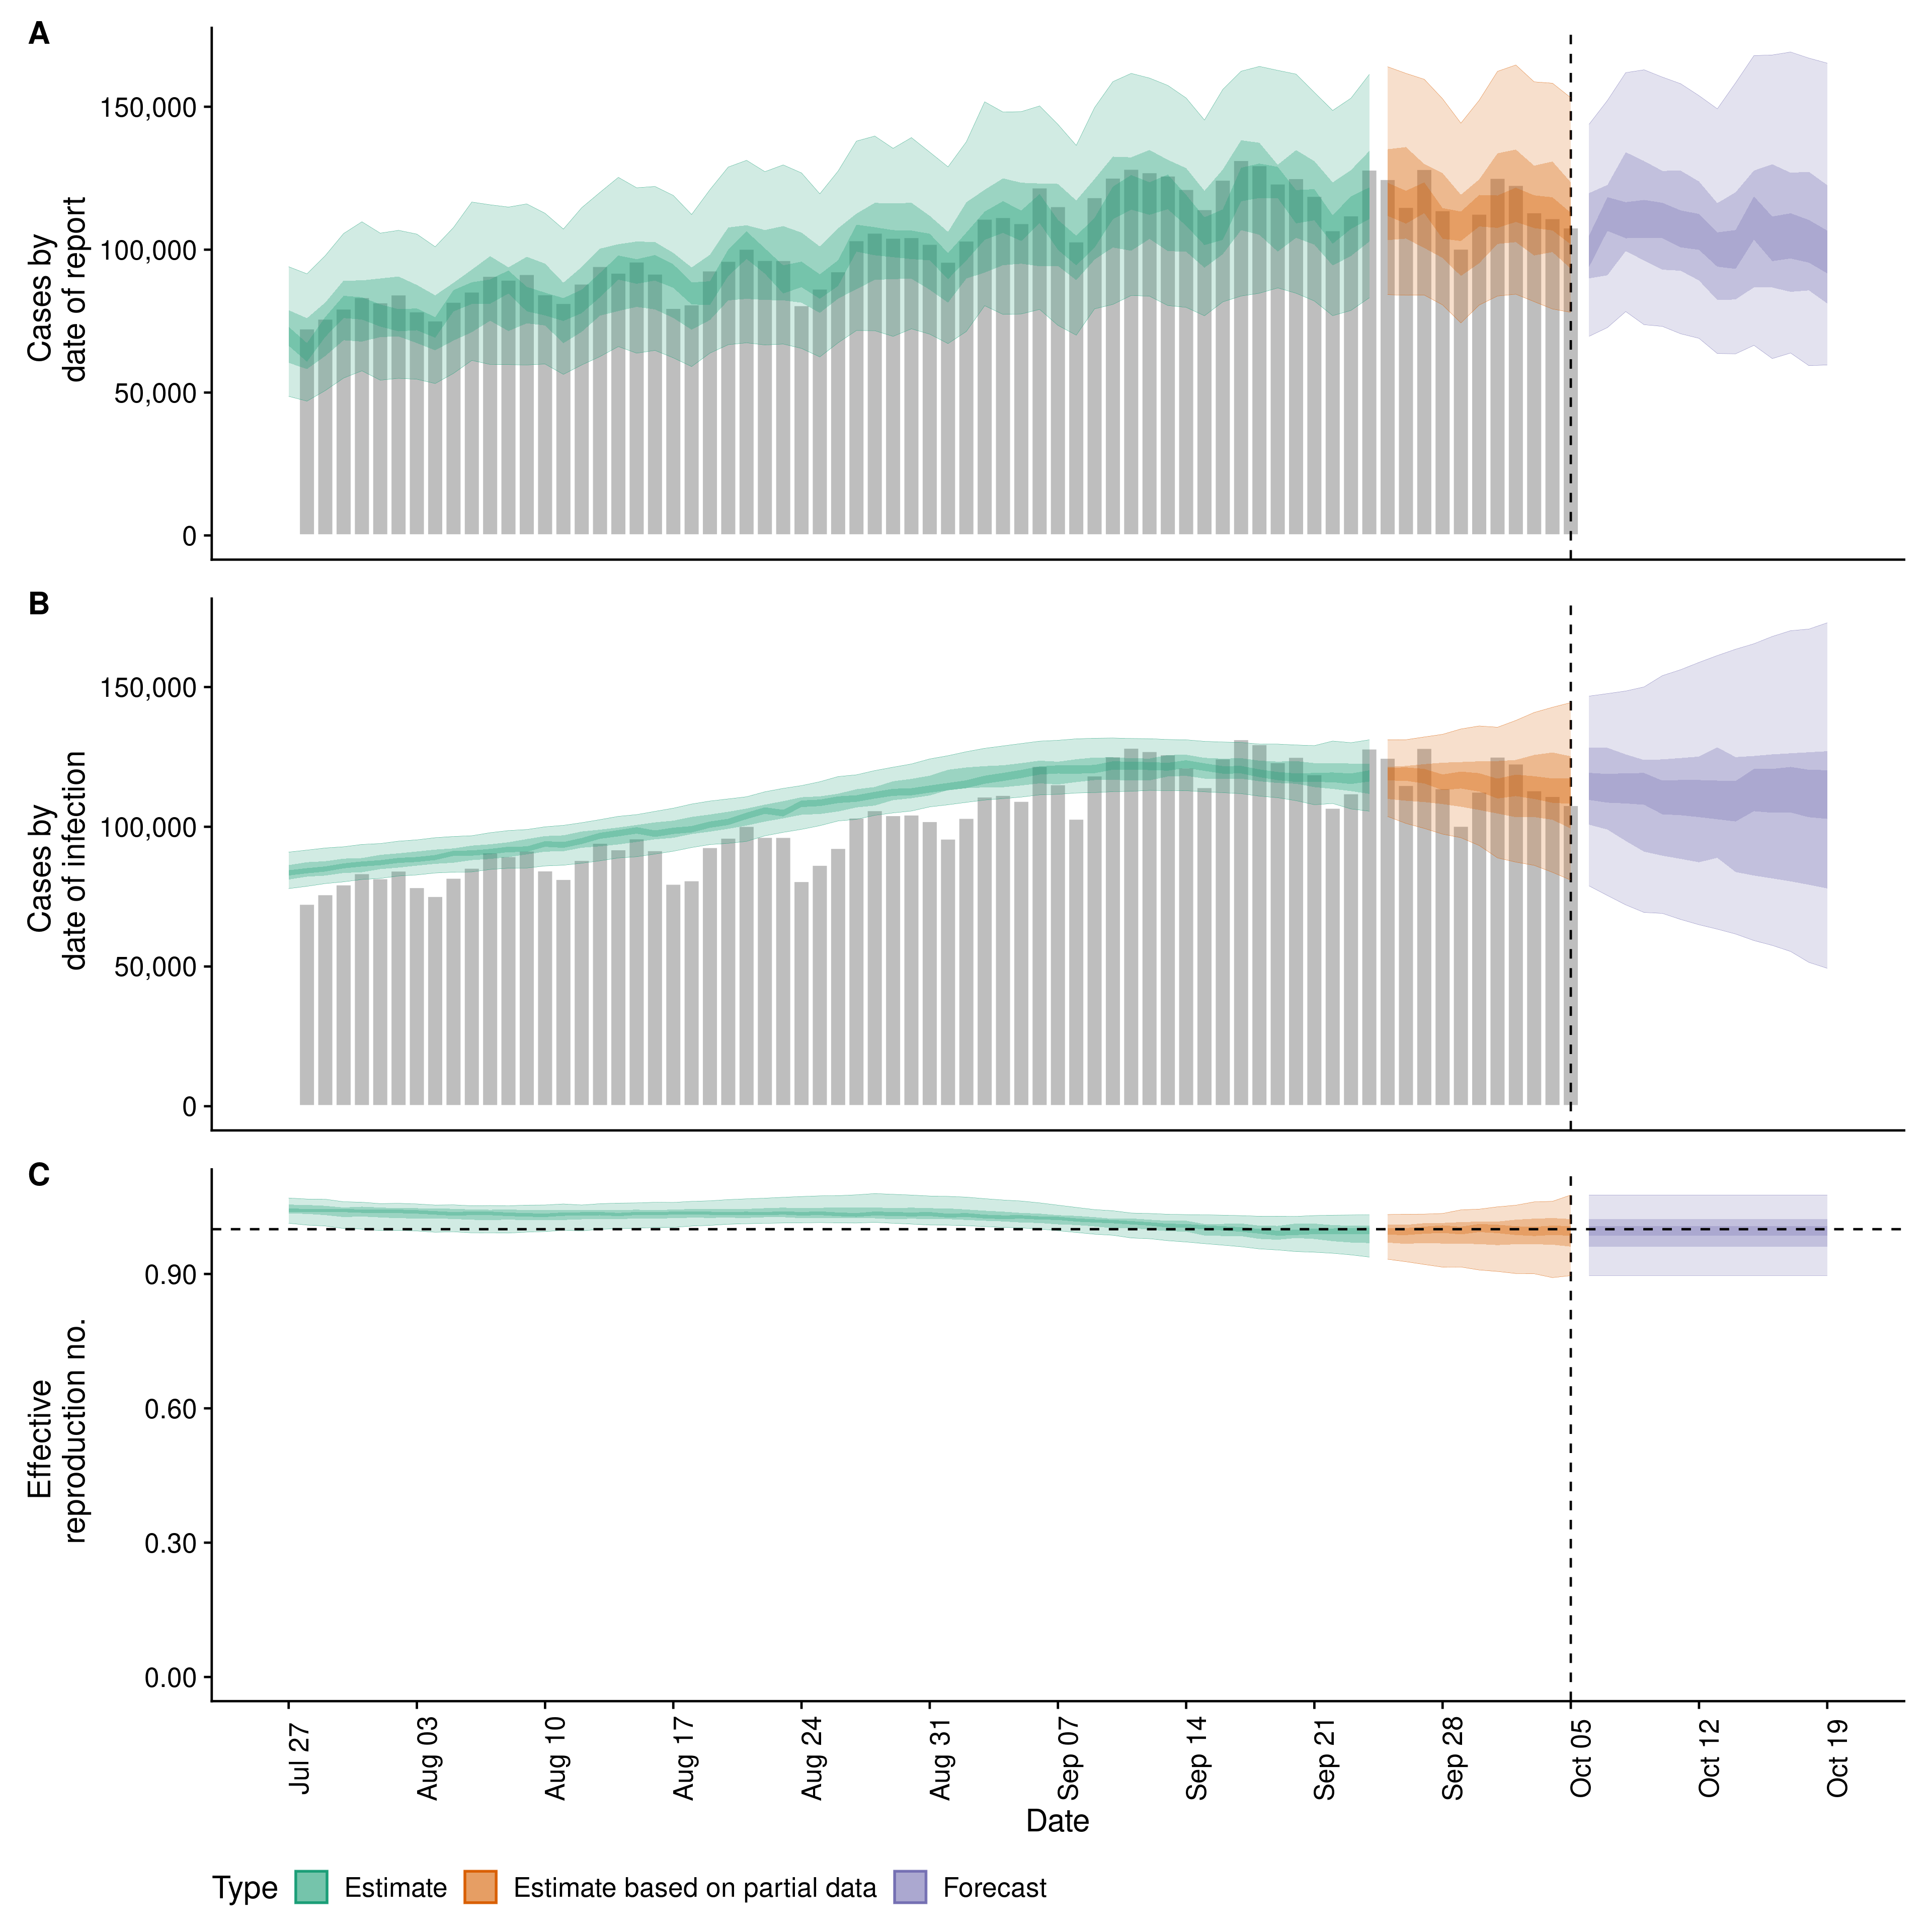 A
Cases by
date of report
150,000
100,000
50,000
0
B
Cases by
date of infection
150,000
100,000
50,000
0
C
Effective
reproduction no.
0.90
0.60
0.30
0.00
Jul 27
Aug 03
Aug 10
Aug 17
Aug 24
Aug 31
Sep 07
Sep 14
Sep 21
Sep 28
Oct 05
Oct 12
Oct 19
Date
Type Estimate Estimate based on partial data Forecast